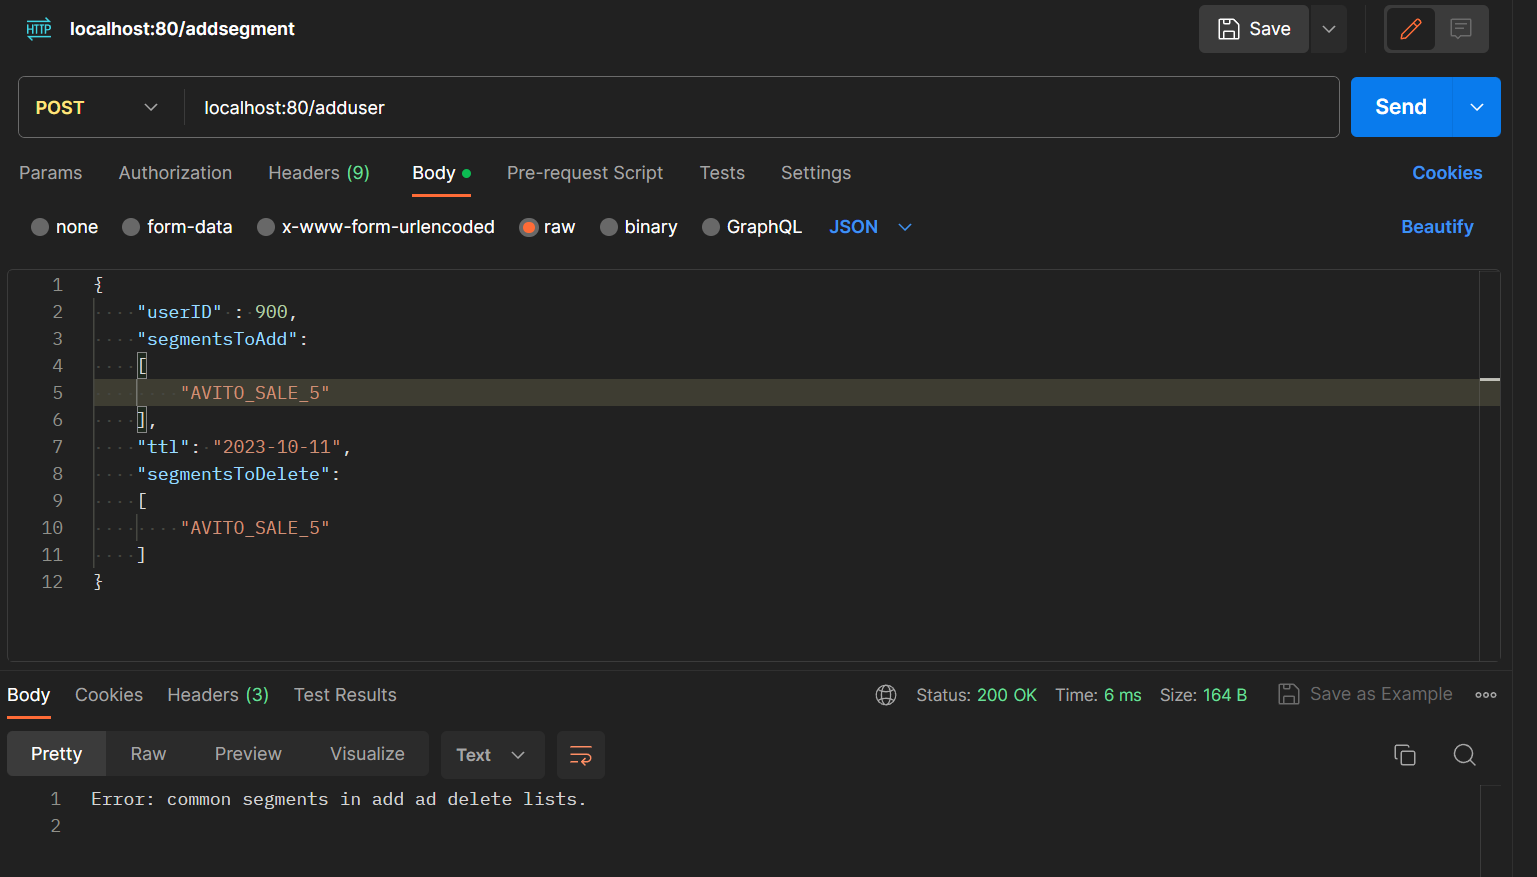 HTTP localhost:80/addsegment Save
POST localhost:80/adduser Send
Params Authorization Headers (9) Body Pre-request Script Tests Settings Cookies
none form-data x-www-form-urlencoded raw binary GraphQL JSON Beautify
1 {
2 "userID" : 900,
3 "segmentsToAdd":
4 [
5 "AVITO_SALE_5"
6 ],
7 "ttl": "2023-10-11",
8 "segmentsToDelete":
9 [
10 "AVITO_SALE_5"
11 ]
12 }
Body Cookies Headers (3) Test Results Status: 200 OK Time: 6 ms Size: 164 B Save as Example
Pretty Raw Preview Visualize Text
1 Error: common segments in add ad delete lists.
2